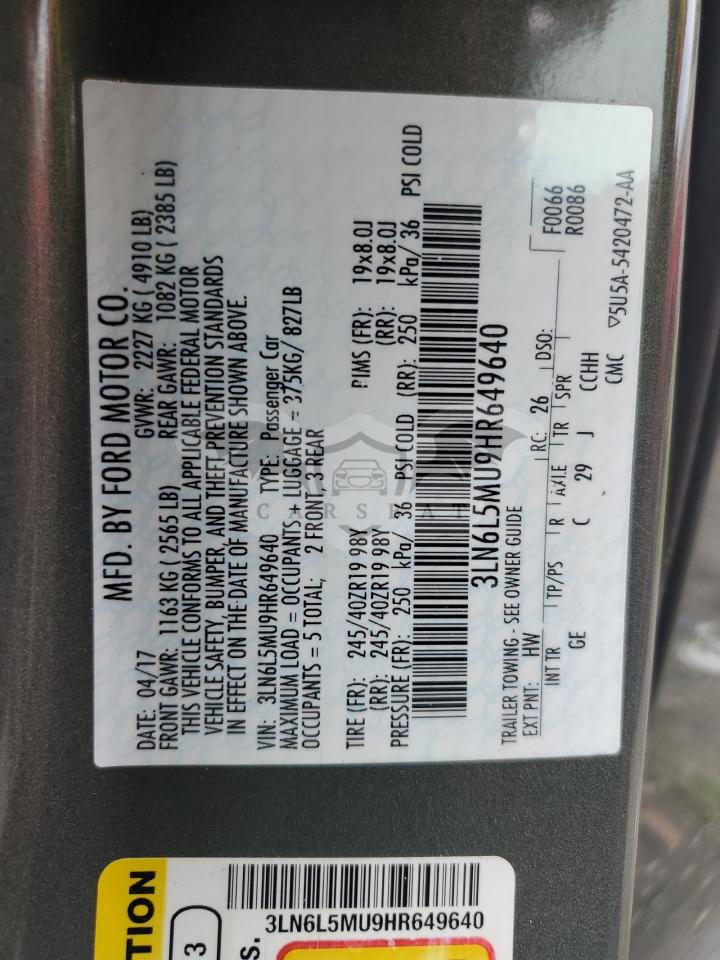 MFD. BY FORD MOTOR CO.
DATE: 04/17 GVWR: 2227 KG ( 4910 LB)
FRONT GAWR: 1163 KG ( 2565 LB) REAR GAWR: 1082 KG ( 2385 LB)
THIS VEHICLE CONFORMS TO ALL APPLICABLE FEDERAL MOTOR
VEHICLE SAFETY, BUMPER, AND THEFT PREVENTION STANDARDS
IN EFFECT ON THE DATE OF MANUFACTURE SHOWN ABOVE.
VIN: 3LN6L5MU9HR649640 TYPE: Passenger Car
MAXIMUM LOAD = OCCUPANTS + LUGGAGE = 375KG/ 827LB
OCCUPANTS = 5 TOTAL; 2 FRONT, 3 REAR
TIRE (FR): 245/40ZR19 98Y RIMS (FR): 19x8.0J
(RR): 245/40ZR19 98Y (RR): 19x8.0J
PRESSURE (FR): 250 kPa/ 36 PSI COLD (RR): 250 kPa/ 36 PSI COLD
3LN6L5MU9HR649640
TRAILER TOWING - SEE OWNER GUIDE
EXT PNT: HW RC: 26 DSO: F0066
R0086
INT TR TP/PS R AXLE TR SPR
GE C 29 J CCHH
CMC ▽5U5A-5420472-AA
CARSFAT
TION
3
S.
3LN6L5MU9HR649640